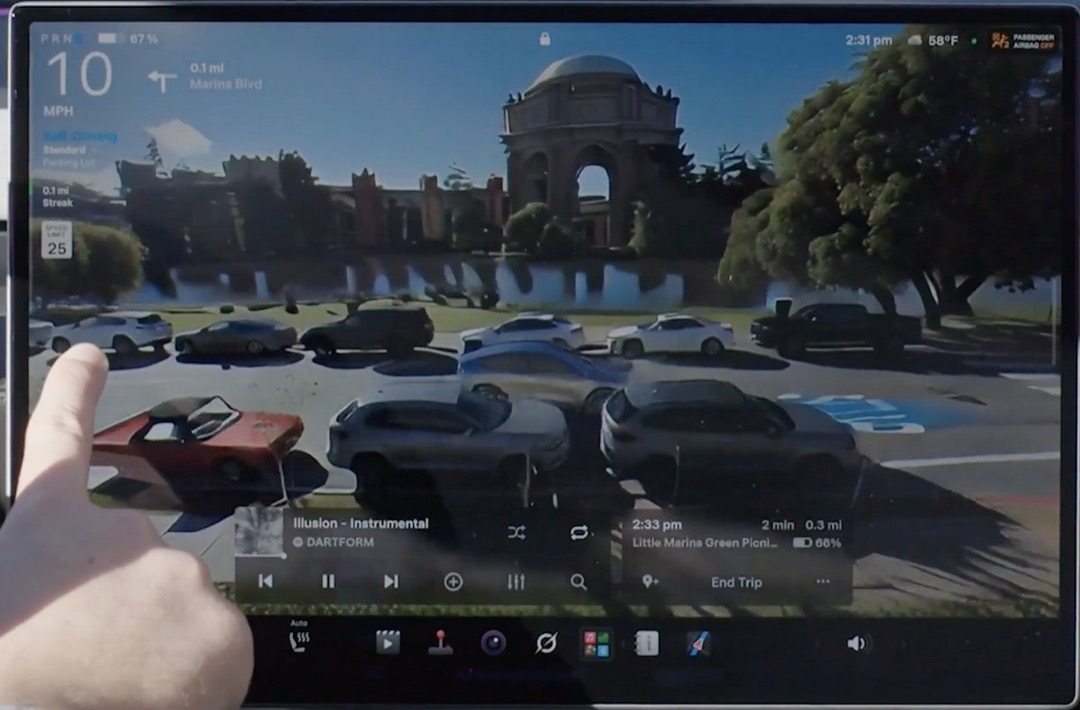 P R N
67 %
2:31 pm
58°F
PASSENGER
AIRBAG OFF
10
MPH
0.1 mi
Marina Blvd
Standard
Parking Lot
0.1 mi
Streak
SPEED
LIMIT
25
Illusion - Instrumental
DARTFORM
2:33 pm 2 min 0.3 mi
Little Marina Green Picni... 66%
End Trip
Auto